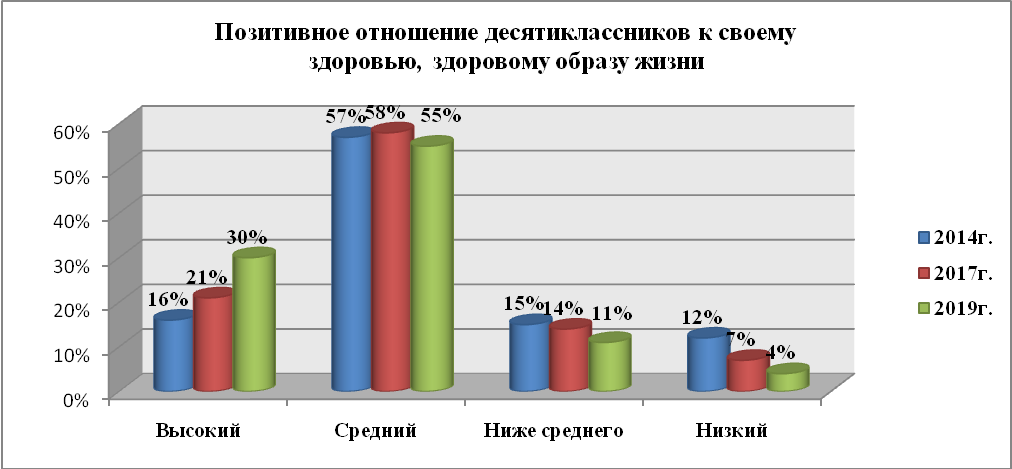 Позитивное отношение десятиклассников к своему
здоровью, здоровому образу жизни
60%
50%
40%
30%
20%
10%
0%
16%
21%
30%
57%
58%
55%
15%
14%
11%
12%
7%
4%
Высокий
Средний
Ниже среднего
Низкий
2014г.
2017г.
2019г.